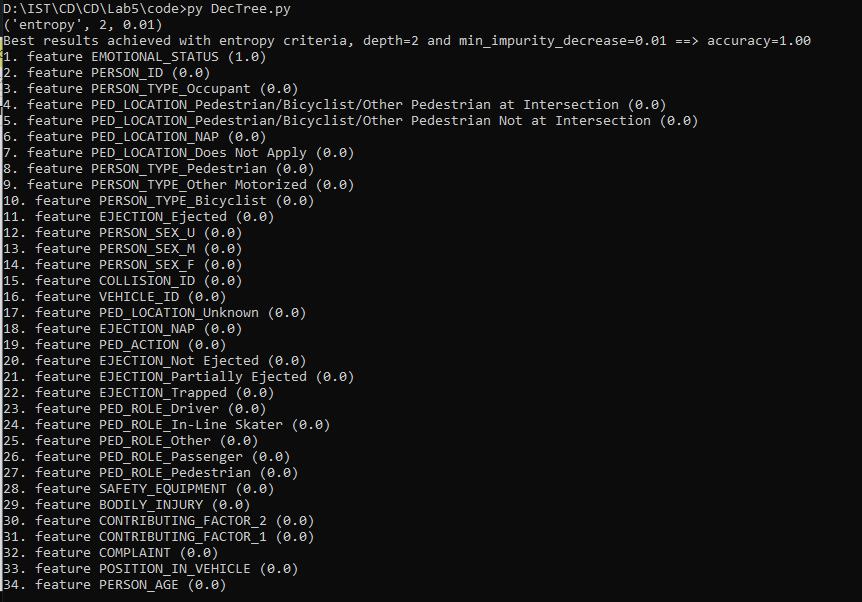 D:\IST\CD\CD\Lab5\code>py DecTree.py
('entropy', 2, 0.01)
Best results achieved with entropy criteria, depth=2 and min_impurity_decrease=0.01 ==> accuracy=1.00
1. feature EMOTIONAL_STATUS (1.0)
2. feature PERSON_ID (0.0)
3. feature PERSON_TYPE_Occupant (0.0)
4. feature PED_LOCATION_Pedestrian/Bicyclist/Other Pedestrian at Intersection (0.0)
5. feature PED_LOCATION_Pedestrian/Bicyclist/Other Pedestrian Not at Intersection (0.0)
6. feature PED_LOCATION_NAP (0.0)
7. feature PED_LOCATION_Does Not Apply (0.0)
8. feature PERSON_TYPE_Pedestrian (0.0)
9. feature PERSON_TYPE_Other Motorized (0.0)
10. feature PERSON_TYPE_Bicyclist (0.0)
11. feature EJECTION_Ejected (0.0)
12. feature PERSON_SEX_U (0.0)
13. feature PERSON_SEX_M (0.0)
14. feature PERSON_SEX_F (0.0)
15. feature COLLISION_ID (0.0)
16. feature VEHICLE_ID (0.0)
17. feature PED_LOCATION_Unknown (0.0)
18. feature EJECTION_NAP (0.0)
19. feature PED_ACTION (0.0)
20. feature EJECTION_Not Ejected (0.0)
21. feature EJECTION_Partially Ejected (0.0)
22. feature EJECTION_Trapped (0.0)
23. feature PED_ROLE_Driver (0.0)
24. feature PED_ROLE_In-Line Skater (0.0)
25. feature PED_ROLE_Other (0.0)
26. feature PED_ROLE_Passenger (0.0)
27. feature PED_ROLE_Pedestrian (0.0)
28. feature SAFETY_EQUIPMENT (0.0)
29. feature BODILY_INJURY (0.0)
30. feature CONTRIBUTING_FACTOR_2 (0.0)
31. feature CONTRIBUTING_FACTOR_1 (0.0)
32. feature COMPLAINT (0.0)
33. feature POSITION_IN_VEHICLE (0.0)
34. feature PERSON_AGE (0.0)